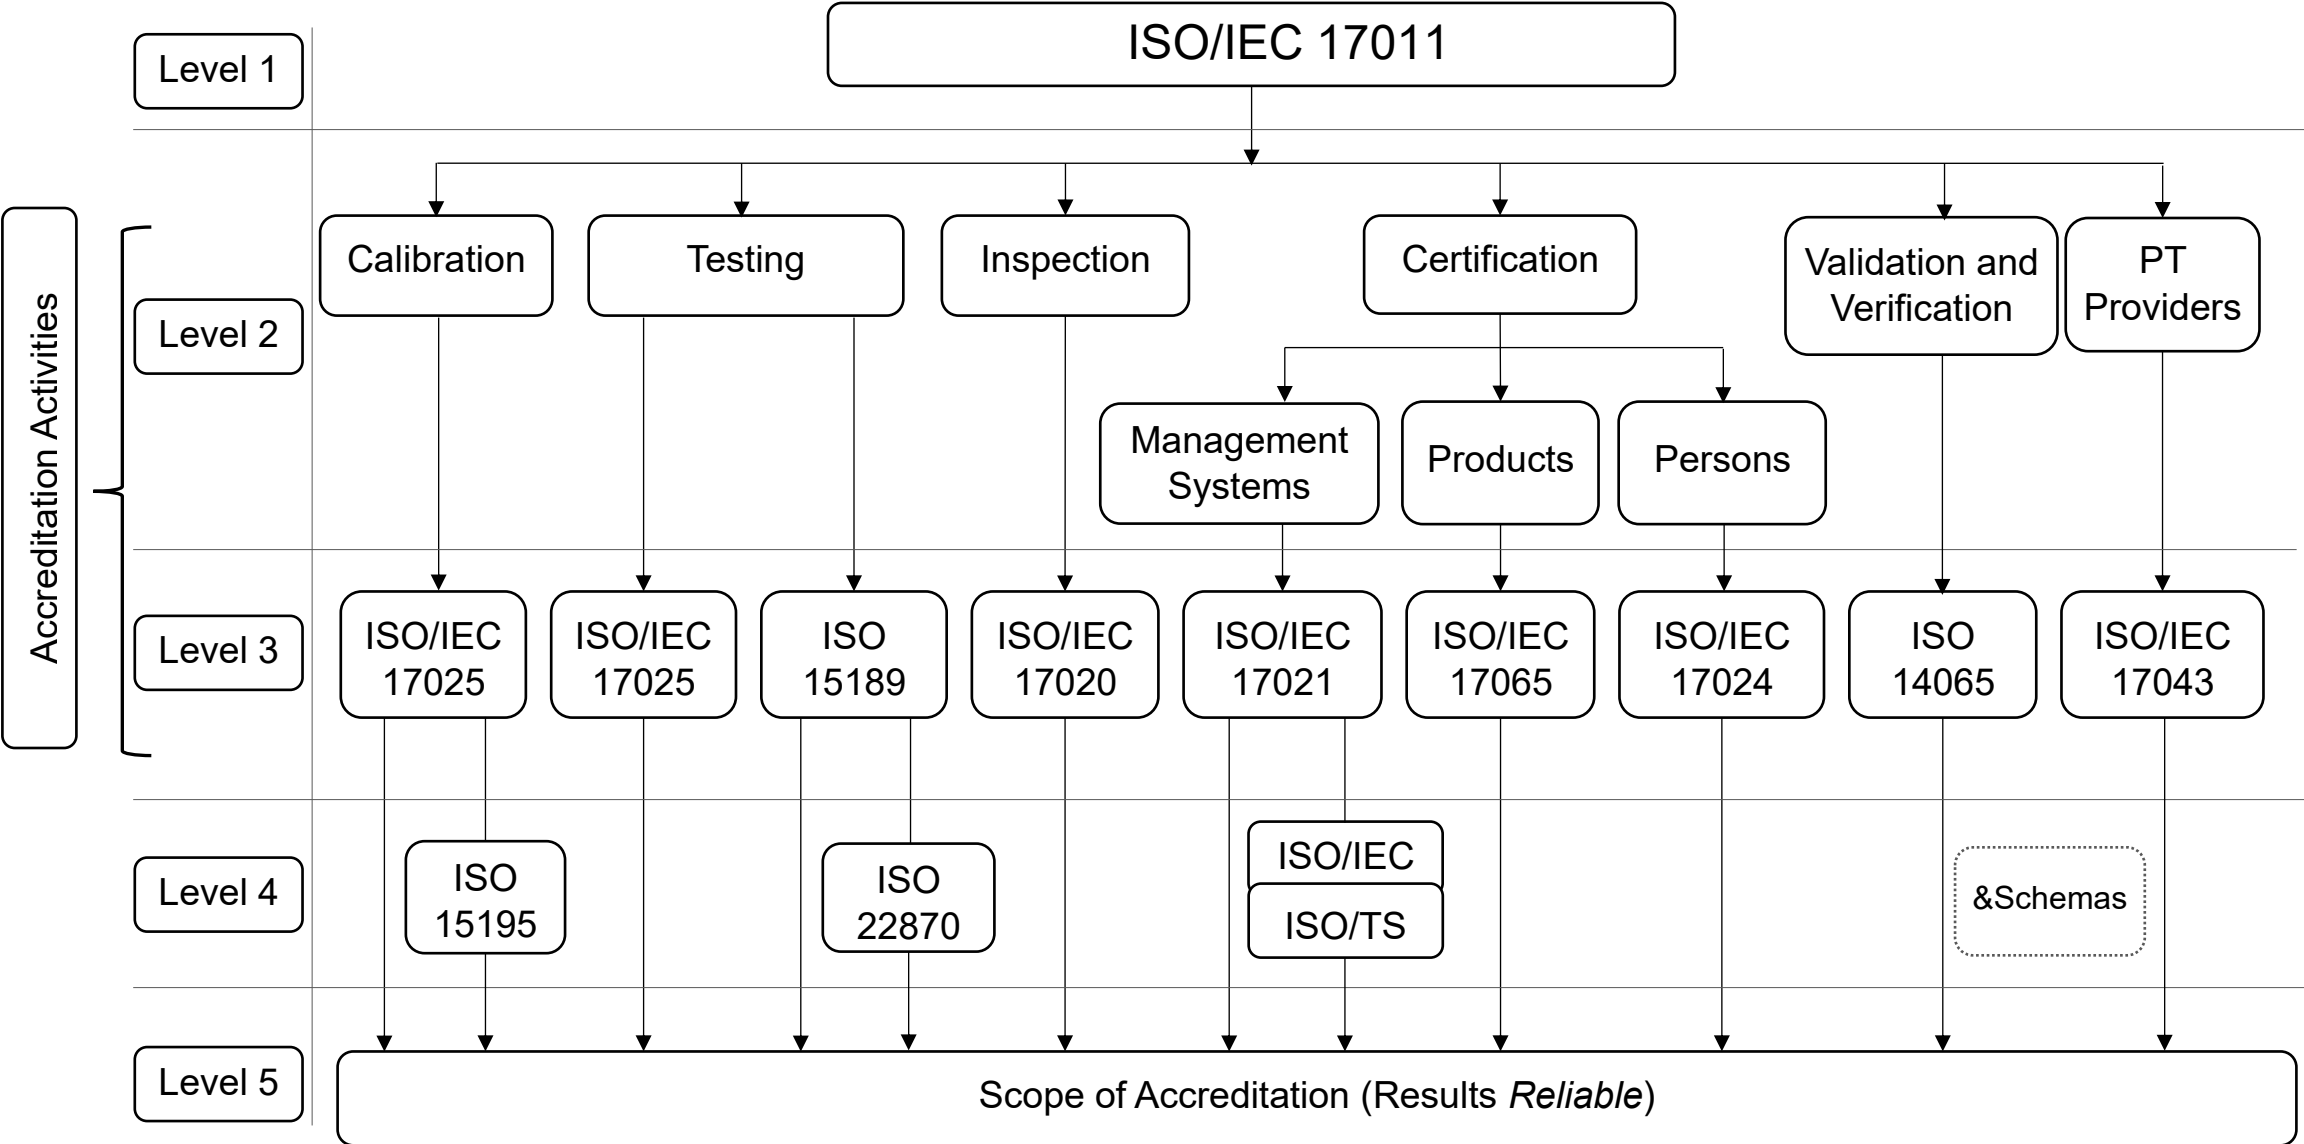 ISO/IEC 17011
Level 1
Accreditation Activities
Level 2
Calibration
Testing
Inspection
Certification
Validation and
Verification
PT
Providers
Management
Systems
Products
Persons
Level 3
ISO/IEC
17025
ISO/IEC
17025
ISO
15189
ISO/IEC
17020
ISO/IEC
17021
ISO/IEC
17065
ISO/IEC
17024
ISO
14065
ISO/IEC
17043
Level 4
ISO
15195
ISO
22870
ISO/IEC
ISO/TS
&Schemas
Level 5
Scope of Accreditation (Results Reliable)